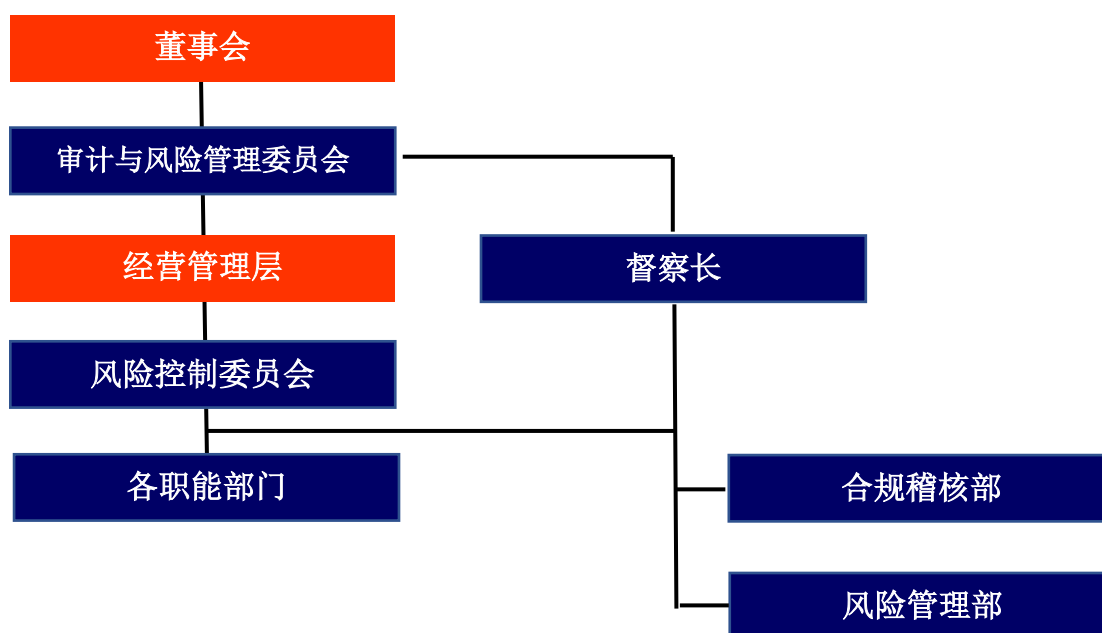 董事会
审计与风险管理委员会
经营管理层
督察长
风险控制委员会
各职能部门
合规稽核部
风险管理部